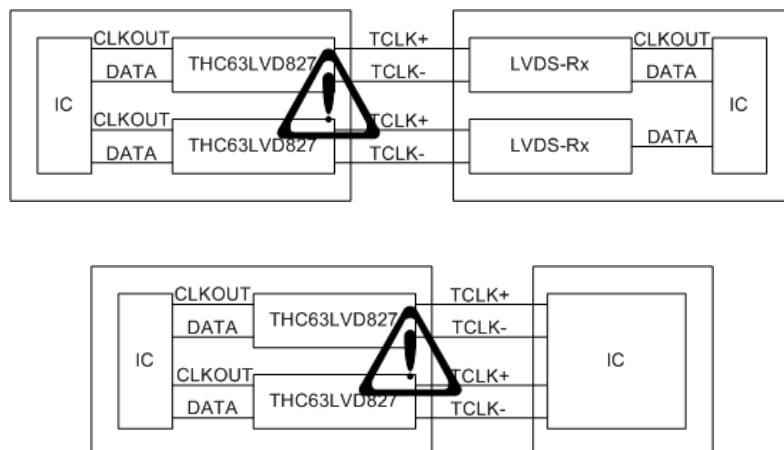 CLKOUT THC63LVD827 TCLK+ LVDS-Rx CLKOUT
DATA TCLK- DATA
IC IC
CLKOUT THC63LVD827 TCLK+ LVDS-Rx DATA
DATA TCLK-
CLKOUT THC63LVD827 TCLK+
DATA TCLK-
IC IC
CLKOUT THC63LVD827 TCLK+
DATA TCLK-